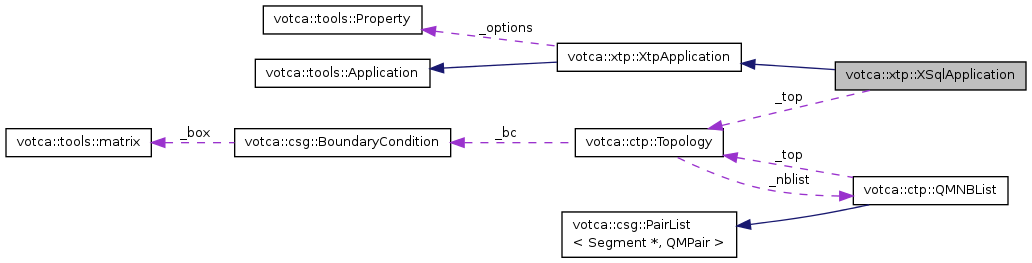 votca::tools::Property
_options
votca::xtp::XtpApplication
votca::tools::Application
votca::xtp::XSqlApplication
_top
votca::tools::matrix
_box
votca::csg::BoundaryCondition
_bc
votca::ctp::Topology
_top
_nblist
votca::ctp::QMNBList
votca::csg::PairList
< Segment *, QMPair >